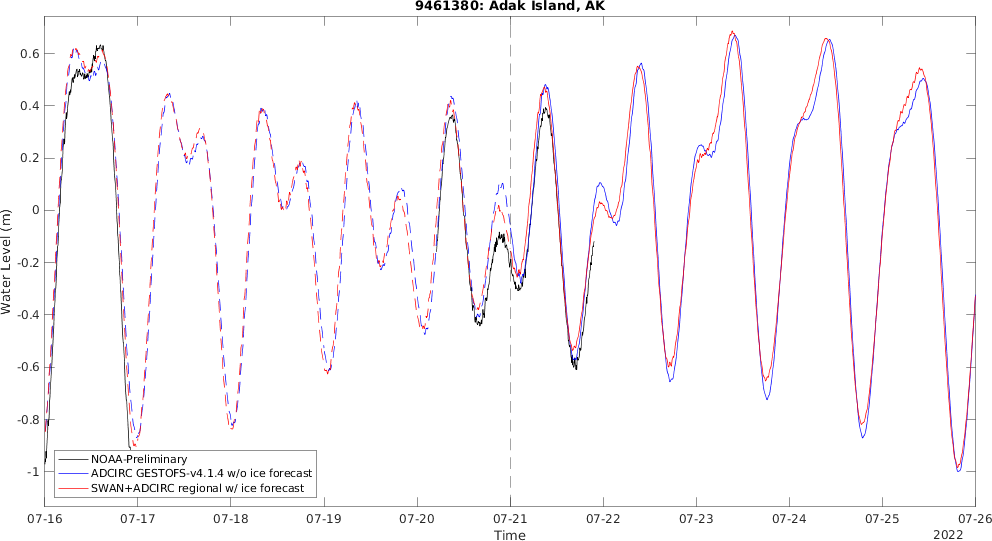 9461380: Adak Island, AK
Water Level (m)
0.6
0.4
0.2
0
-0.2
-0.4
-0.6
-0.8
-1
NOAA-Preliminary
ADCIRC GESTOFS-v4.1.4 w/o ice forecast
SWAN+ADCIRC regional w/ ice forecast
07-16 07-17 07-18 07-19 07-20 07-21 07-22 07-23 07-24 07-25 07-26
Time
2022